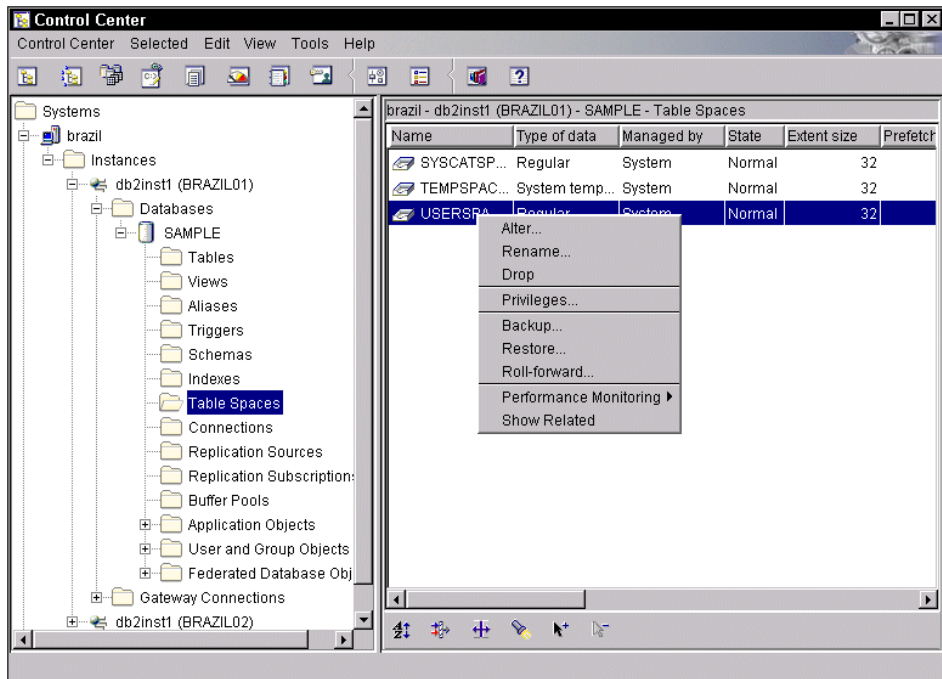 Control Center
Control Center Selected Edit View Tools Help
Systems
brazil
Instances
db2inst1 (BRAZIL01)
Databases
SAMPLE
Tables
Views
Aliases
Triggers
Schemas
Indexes
Table Spaces
Connections
Replication Sources
Replication Subscription
Buffer Pools
Application Objects
User and Group Objects
Federated Database Obj
Gateway Connections
db2inst1 (BRAZIL02)
brazil - db2inst1 (BRAZIL01) - SAMPLE - Table Spaces
Name Type of data Managed by State Extent size Prefetch
SYSCATSP... Regular System Normal 32
TEMPSPAC... System temp... System Normal 32
USERSPA Regular System Normal 32
Alter...
Rename...
Drop
Privileges...
Backup...
Restore...
Roll-forward...
Performance Monitoring
Show Related